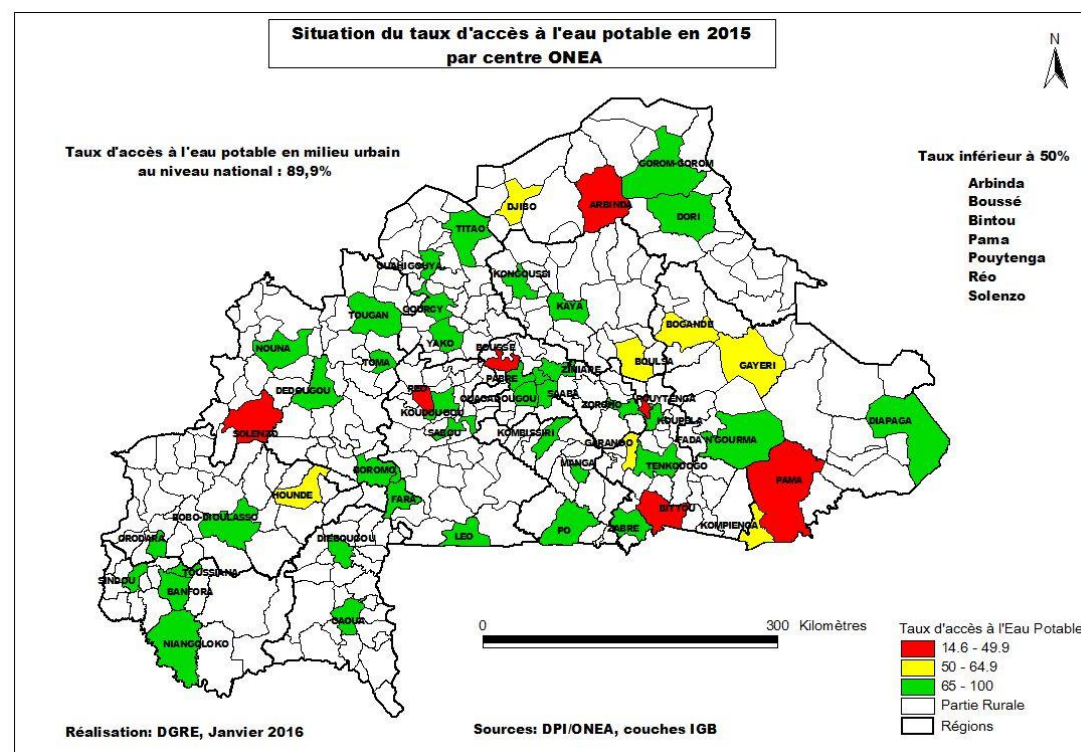 Situation du taux d'accès à l'eau potable en 2015
par centre ONEA
N
Taux d'accès à l'eau potable en milieu urbain
au niveau national : 89,9%
Taux inférieur à 50%
Arbinda
Boussé
Bintou
Pama
Pouytenga
Réo
Solenzo
GOROM-GOROM
DJIBO
ARBINDA
DORI
TITAO
OUAHIGOUYA
KONGOUSSI
GOURCY
KAYA
TOUGAN
BOGANDE
YAKO
BOUSSE
NOUNA
BOULSA
GAYERI
TOMA
ZINIARE
PABRE
DEDOUGOU
REO
OUAGADOUGOU
SAABA
POUYTENGA
ZORGHO
KOUDOUGOU
KOUPELA
DIAPAGA
SOLENZO
SABOU
KOMBISSIRI
GARANGO
FADA N'GOURMA
MANGA
TENKODOGO
BOROMO
PAMA
HOUNDE
FARA
BITTOU
BOBO-DIOULASSO
KOMPIENGA
LEO
PO
ZABRE
ORODARA
DIEBOUGOU
TOUSSIANA
SINDOU
BANFORA
GAOUA
NIANGOLOKO
0
300 Kilomètres
Taux d'accès à l'Eau Potable
14.6 - 49.9
50 - 64.9
65 - 100
Partie Rurale
Régions
Réalisation: DGRE, Janvier 2016
Sources: DPI/ONEA, couches IGB